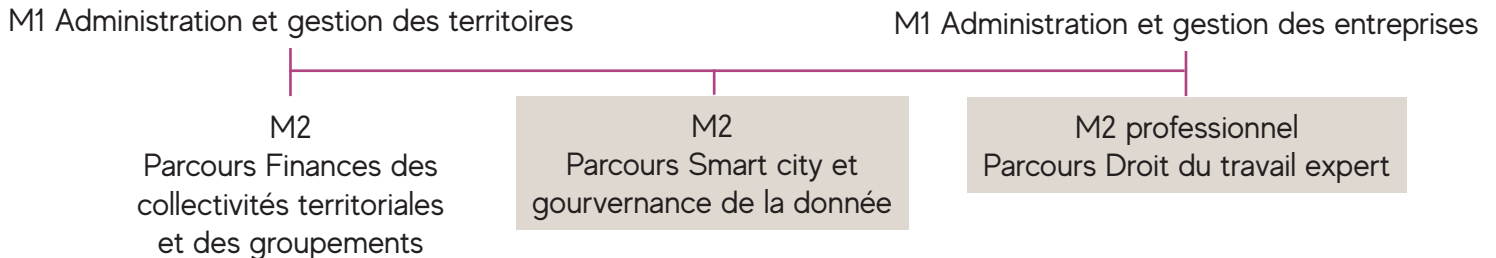 M1 Administration et gestion des territoires
M1 Administration et gestion des entreprises
M2
Parcours Finances des
collectivités territoriales
et des groupements
M2
Parcours Smart city et
gourvernance de la donnée
M2 professionnel
Parcours Droit du travail expert